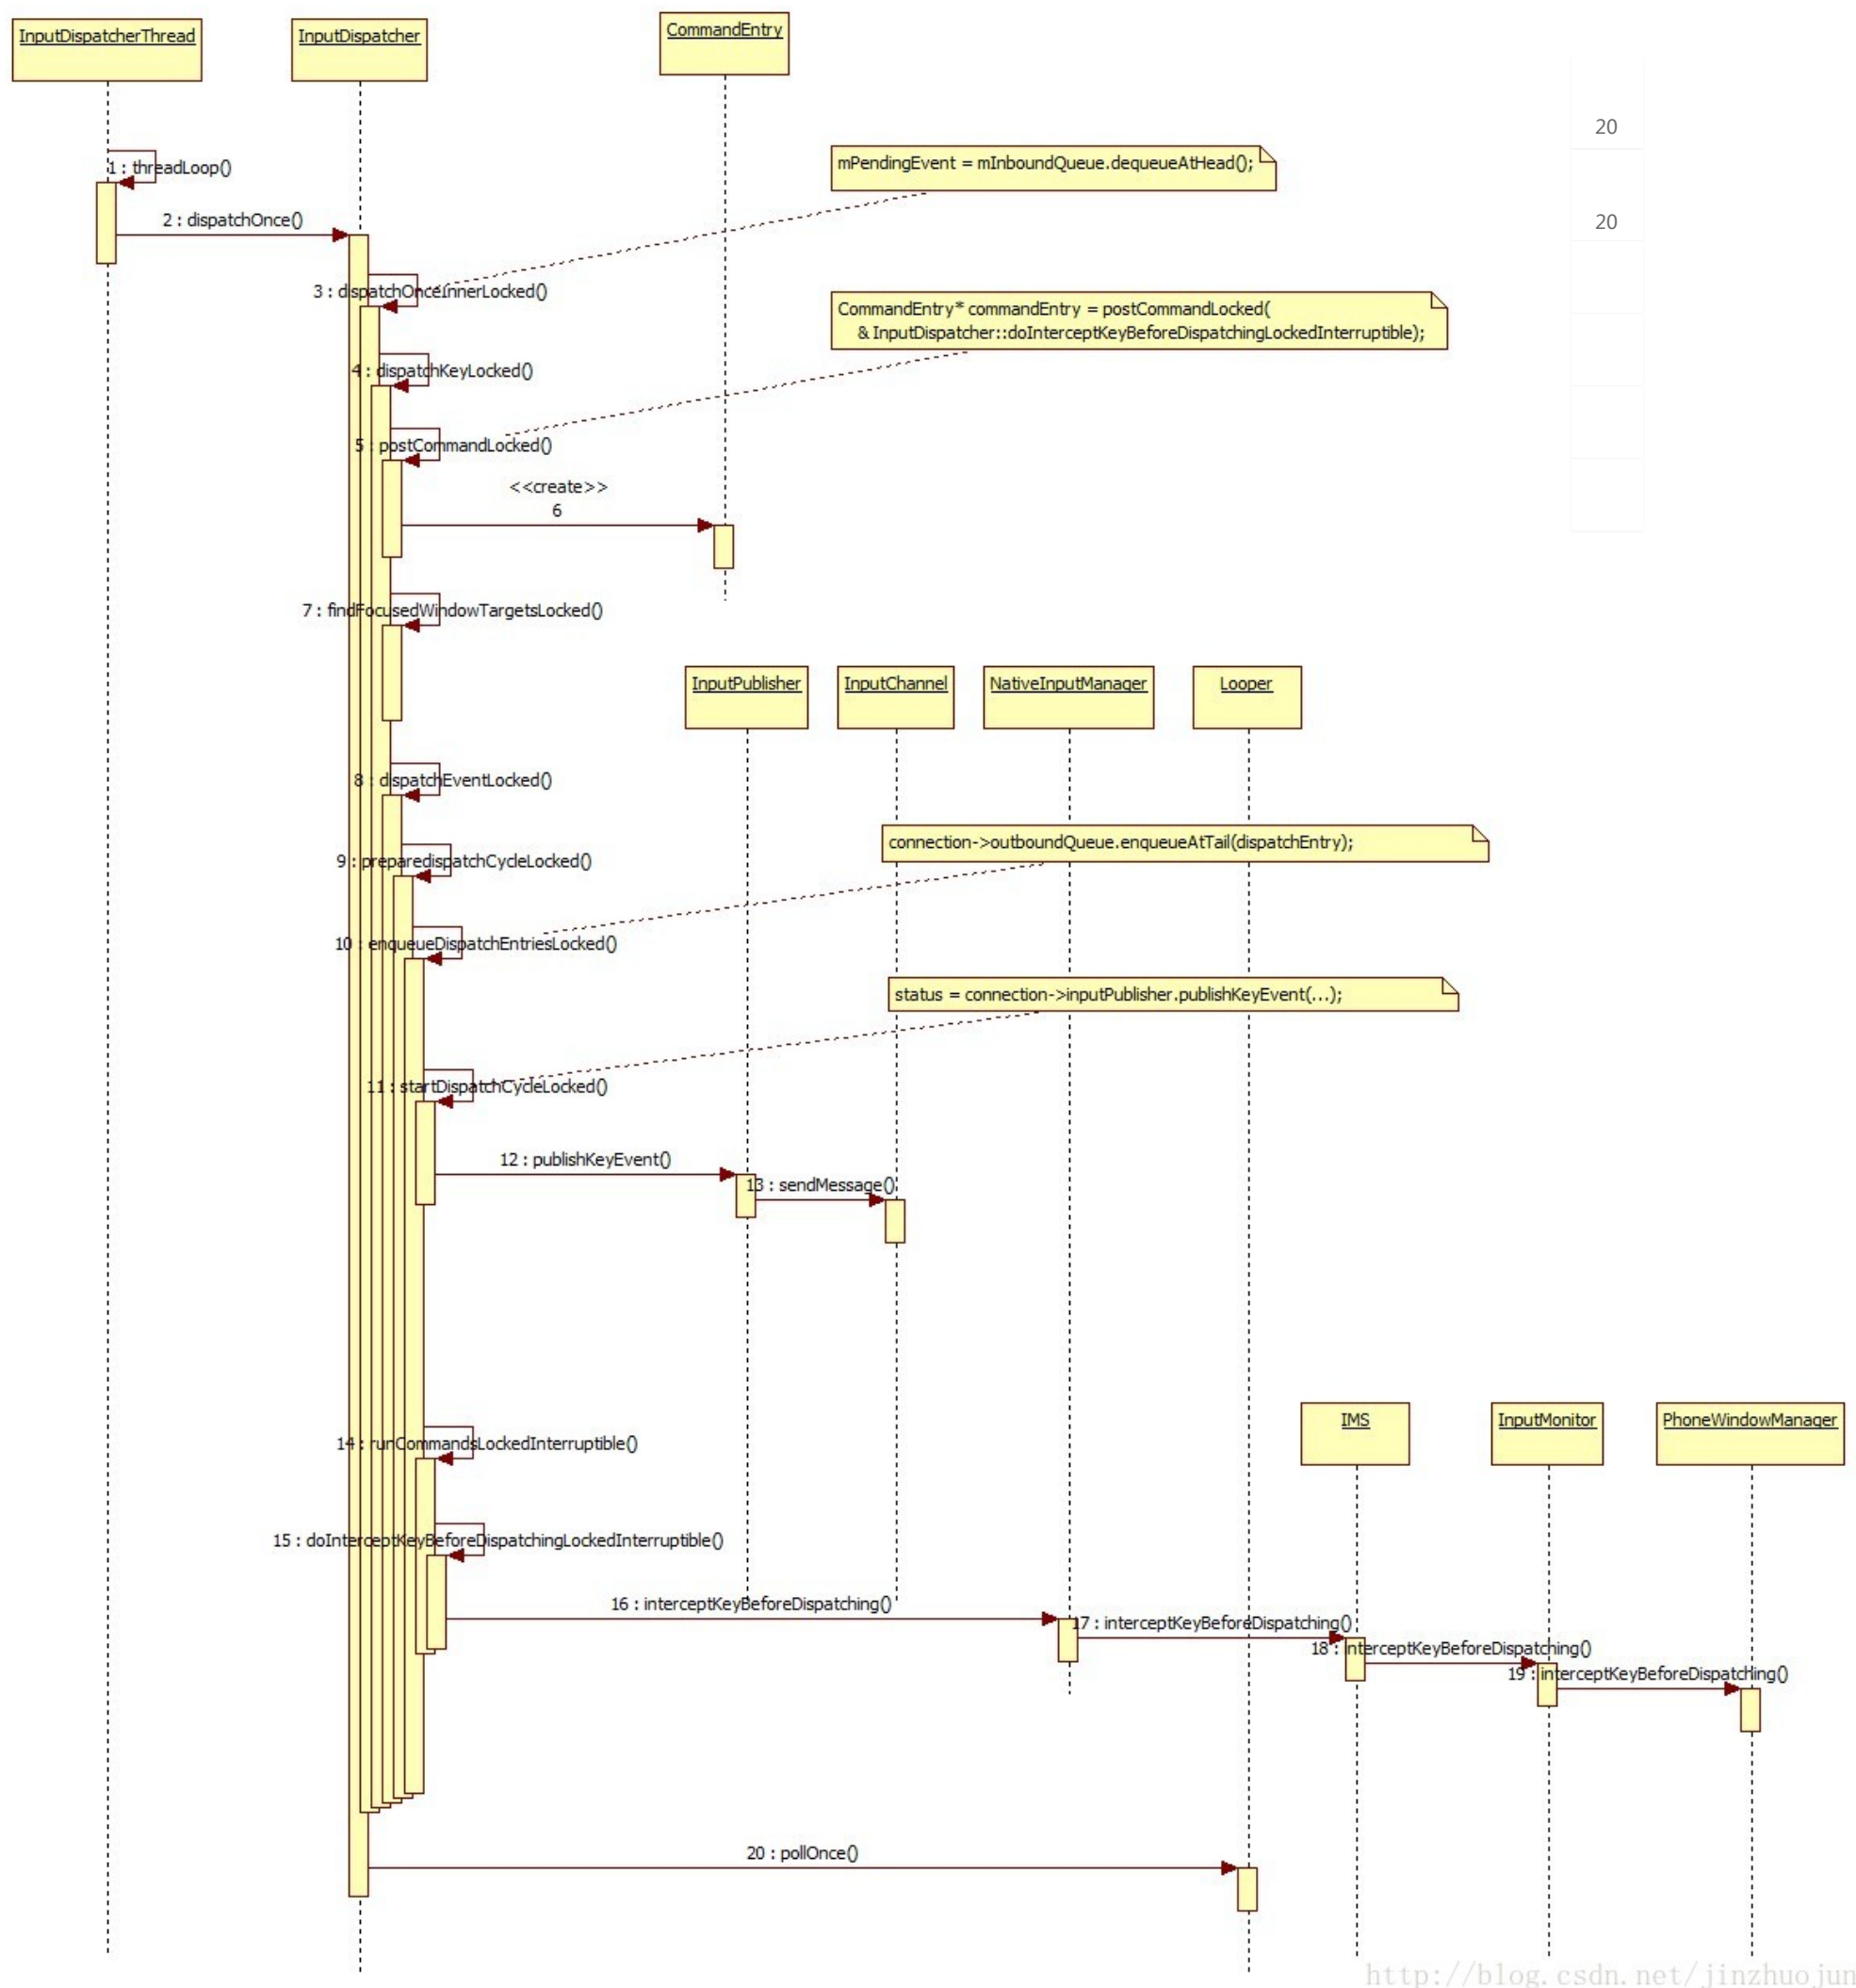 InputDispatcherThread
InputDispatcher
CommandEntry
20
1 : threadLoop()
mPendingEvent = mInboundQueue.dequeueAtHead();
2 : dispatchOnce()
20
3 : dispatchOnceInnerLocked()
CommandEntry* commandEntry = postCommandLocked(
& InputDispatcher::doInterceptKeyBeforeDispatchingLockedInterruptible);
4 : dispatchKeyLocked()
5 : postCommandLocked()
<<create>>
6
7 : findFocusedWindowTargetsLocked()
InputPublisher
InputChannel
NativeInputManager
Looper
8 : dispatchEventLocked()
connection->outboundQueue.enqueueAtTail(dispatchEntry);
9 : preparedispatchCycleLocked()
10 : enqueueDispatchEntriesLocked()
status = connection->inputPublisher.publishKeyEvent(...);
11 : startDispatchCycleLocked()
12 : publishKeyEvent()
13 : sendMessage()
IMS
InputMonitor
PhoneWindowManager
14 : runCommandsLockedInterruptible()
15 : doInterceptKeyBeforeDispatchingLockedInterruptible()
16 : interceptKeyBeforeDispatching()
17 : interceptKeyBeforeDispatching()
18 : interceptKeyBeforeDispatching()
19 : interceptKeyBeforeDispatching()
20 : pollOnce()
http://blog.csdn.net/jinzhuojun